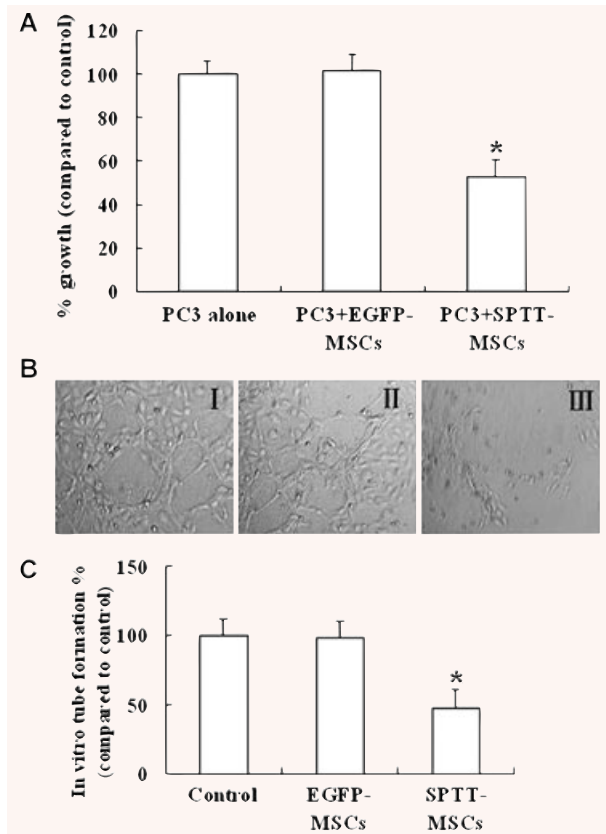 A
% growth (compared to control)
120
100
80
60
40
20
0
*
PC3 alone
PC3+EGFP-
MSCs
PC3+SPTT-
MSCs
B
I
II
III
C
In vitro tube formation %
(compared to control)
150
100
50
0
*
Control
EGFP-
MSCs
SPTT-
MSCs